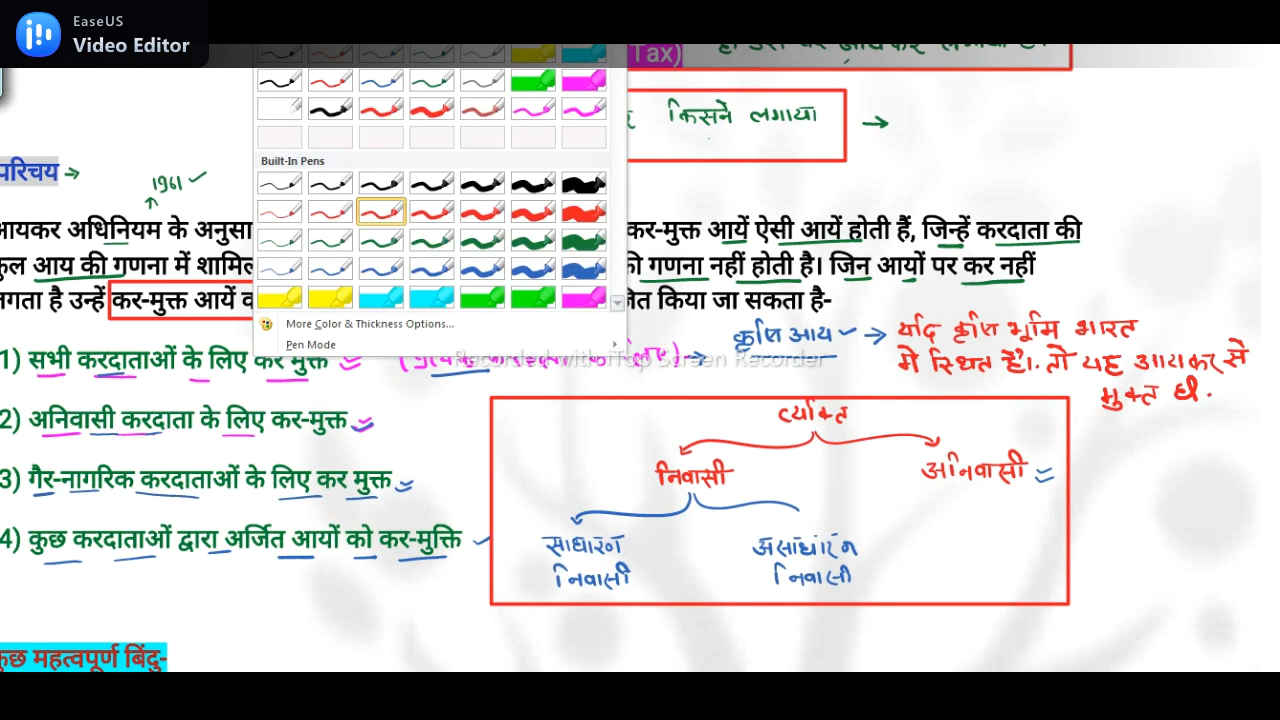 EaseUS
Video Editor
Tax)
किसने लगाया →
परिचय →
1961
Built-In Pens
आयकर अधिनियम के अनुसा
कर-मुक्त आयें ऐसी आयें होती हैं, जिन्हें करदाता की
कुल आय की गणना में शामिल
की गणना नहीं होती है। जिन आयों पर कर नहीं
लगता है उन्हें कर-मुक्त आयें
किया जा सकता है-
More Color & Thickness Options...
Pen Mode
कृषि आय → यदि कृषि भूमि भारत
में स्थित है। तो यह आयकर से
मुक्त है।
1) सभी करदाताओं के लिए कर मुक्त
Recorded with iTop Screen Recorder
2) अनिवासी करदाता के लिए कर-मुक्त
व्यक्ति
निवासी
अनिवासी
3) गैर-नागरिक करदाताओं के लिए कर मुक्त
4) कुछ करदाताओं द्वारा अर्जित आयों को कर-मुक्ति
साधारन
निवासी
असाधारन
निवासी
कुछ महत्वपूर्ण बिंदु-